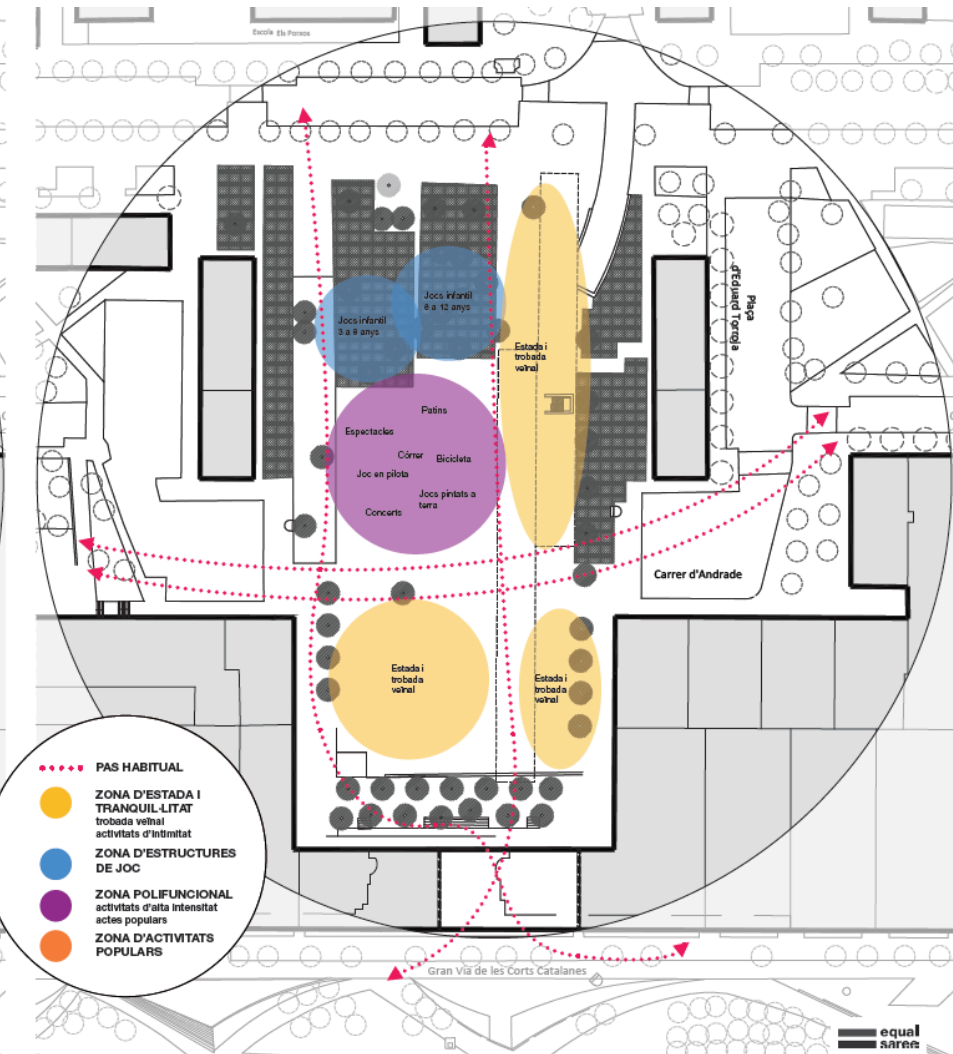 Escola Els Porxos
Jocs infantil
6 a 12 anys
Jocs infantil
3 a 8 anys
Plaça
d'Eduard Torroja
Estada i
trobada
veïnal
Patins
Espectacles
Córrer
Bicicleta
Joc en pilota
Jocs pintats a
terra
Concerts
Carrer d'Andrade
Estada i
trobada
veïnal
Estada i
trobada
veïnal
PAS HABITUAL
ZONA D'ESTADA I
TRANQUIL·LITAT
trobada veïnal
activitats d'intimitat
ZONA D'ESTRUCTURES
DE JOC
ZONA POLIFUNCIONAL
activitats d'alta intensitat
actes populars
ZONA D'ACTIVITATS
POPULARS
Gran Via de les Corts Catalanes
equal
saree